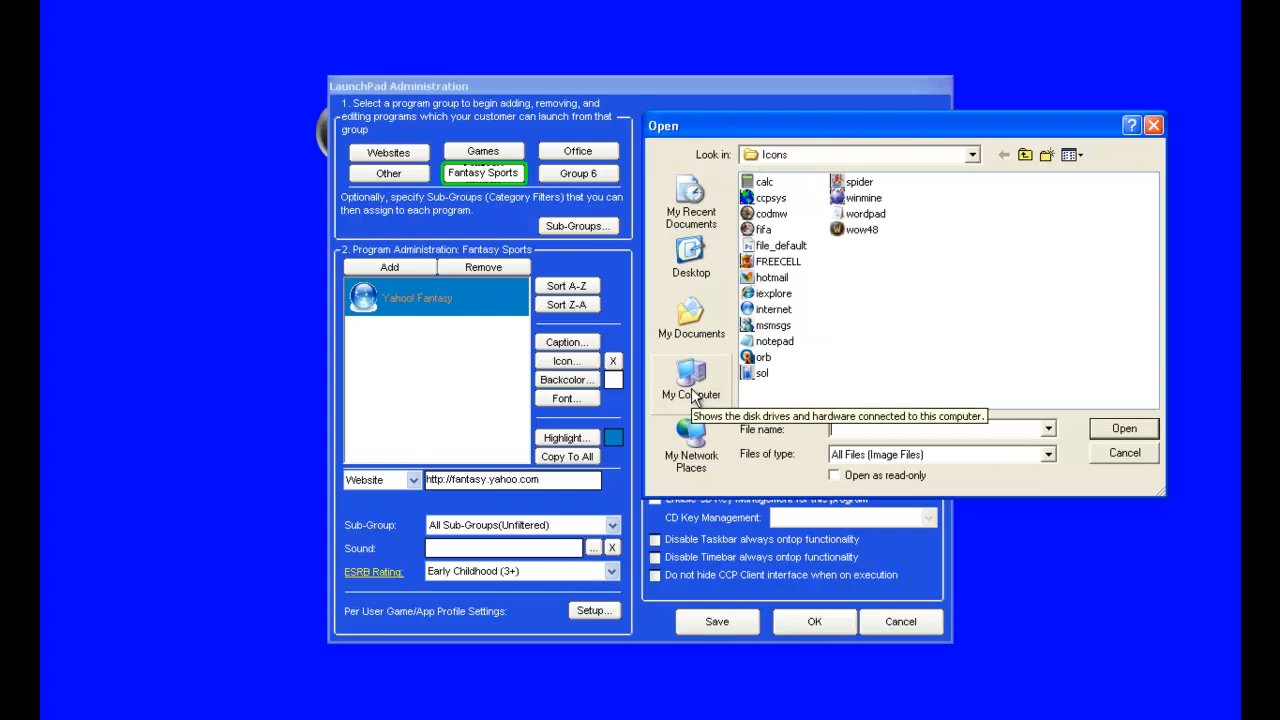 LaunchPad Administration
1. Select a program group to begin adding, removing, and
editing programs which your customer can launch from that
group
Websites
Games
Office
Other
Fantasy Sports
Group 6
Optionally, specify Sub-Groups (Category Filters) that you can
then assign to each program.
Sub-Groups...
2. Program Administration: Fantasy Sports
Add
Remove
Yahoo! Fantasy
Sort A-Z
Sort Z-A
Caption...
Icon...
X
Backcolor...
Font...
Highlight...
Copy To All
Website
http://fantasy.yahoo.com
Sub-Group:
All Sub-Groups(Unfiltered)
Sound:
...
X
ESRB Rating:
Early Childhood (3+)
Per User Game/App Profile Settings:
Setup...
Open
?
X
Look in:
Icons
My Recent
Documents
Desktop
My Documents
My Computer
My Network
Places
calc
ccpsys
codmw
fifa
file_default
FREECELL
hotmail
iexplore
internet
msmsgs
notepad
orb
sol
spider
winmine
wordpad
wow48
Shows the disk drives and hardware connected to this computer.
File name:
Open
Files of type:
All Files (Image Files)
Cancel
Open as read-only
Enable CD Key Management for this program
CD Key Management:
Disable Taskbar always ontop functionality
Disable Timebar always ontop functionality
Do not hide CCP Client interface when on execution
Save
OK
Cancel